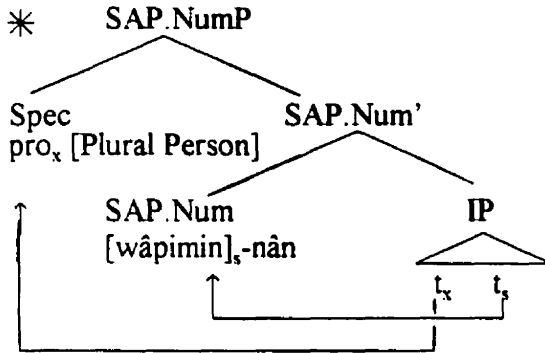 * SAP.NumP
Spec SAP.Num'
proₓ [Plural Person]
SAP.Num IP
[wâpimin]ₛ-nân
tₓ tₛ